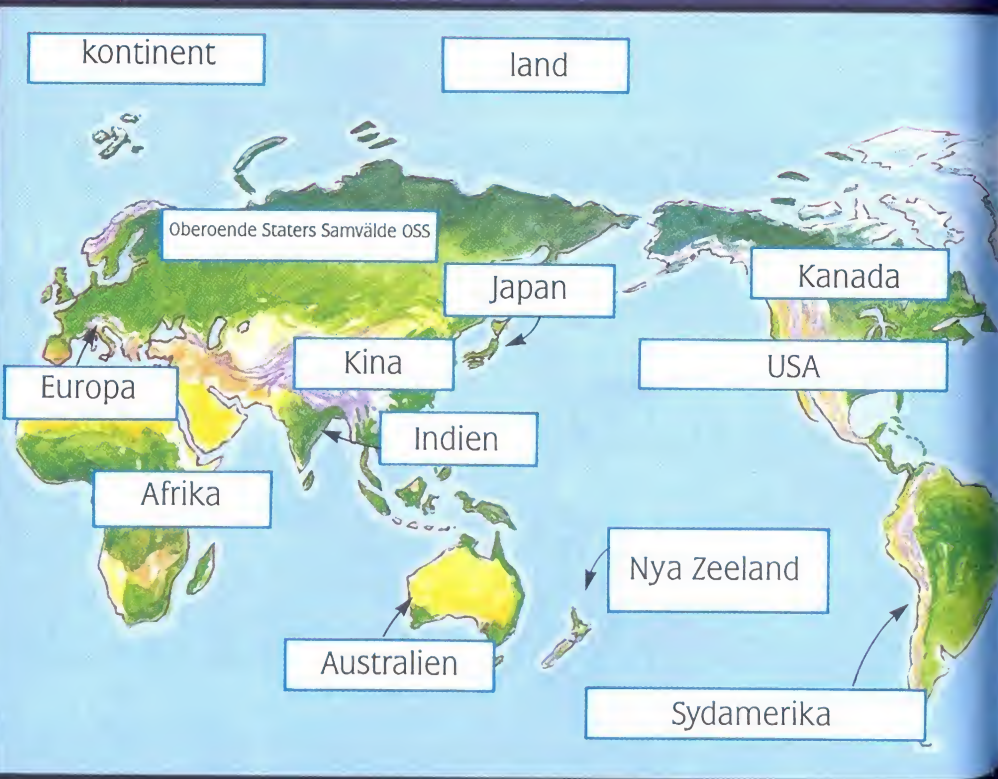 kontinent
land
Oberoende Staters Samvälde OSS
Japan
Kanada
Kina
USA
Europa
Indien
Afrika
Nya Zeeland
Australien
Sydamerika